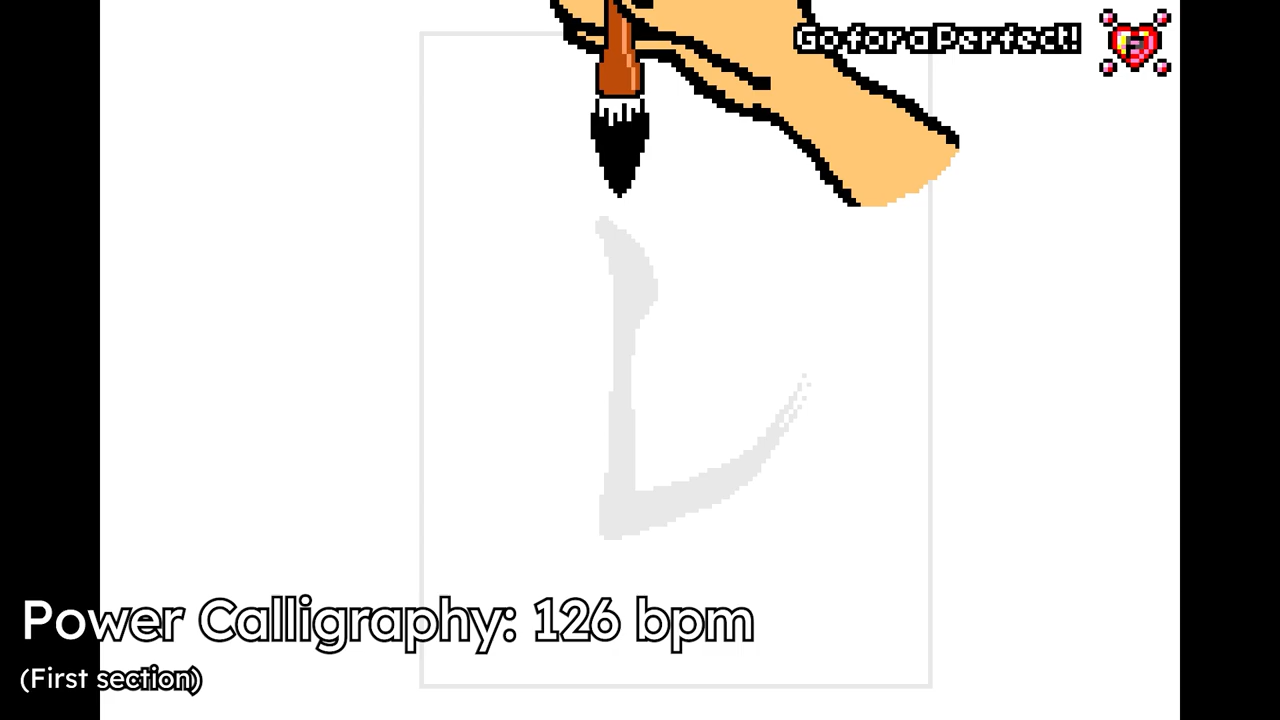 Go for a Perfect!
P
Power Calligraphy: 126 bpm
(First section)